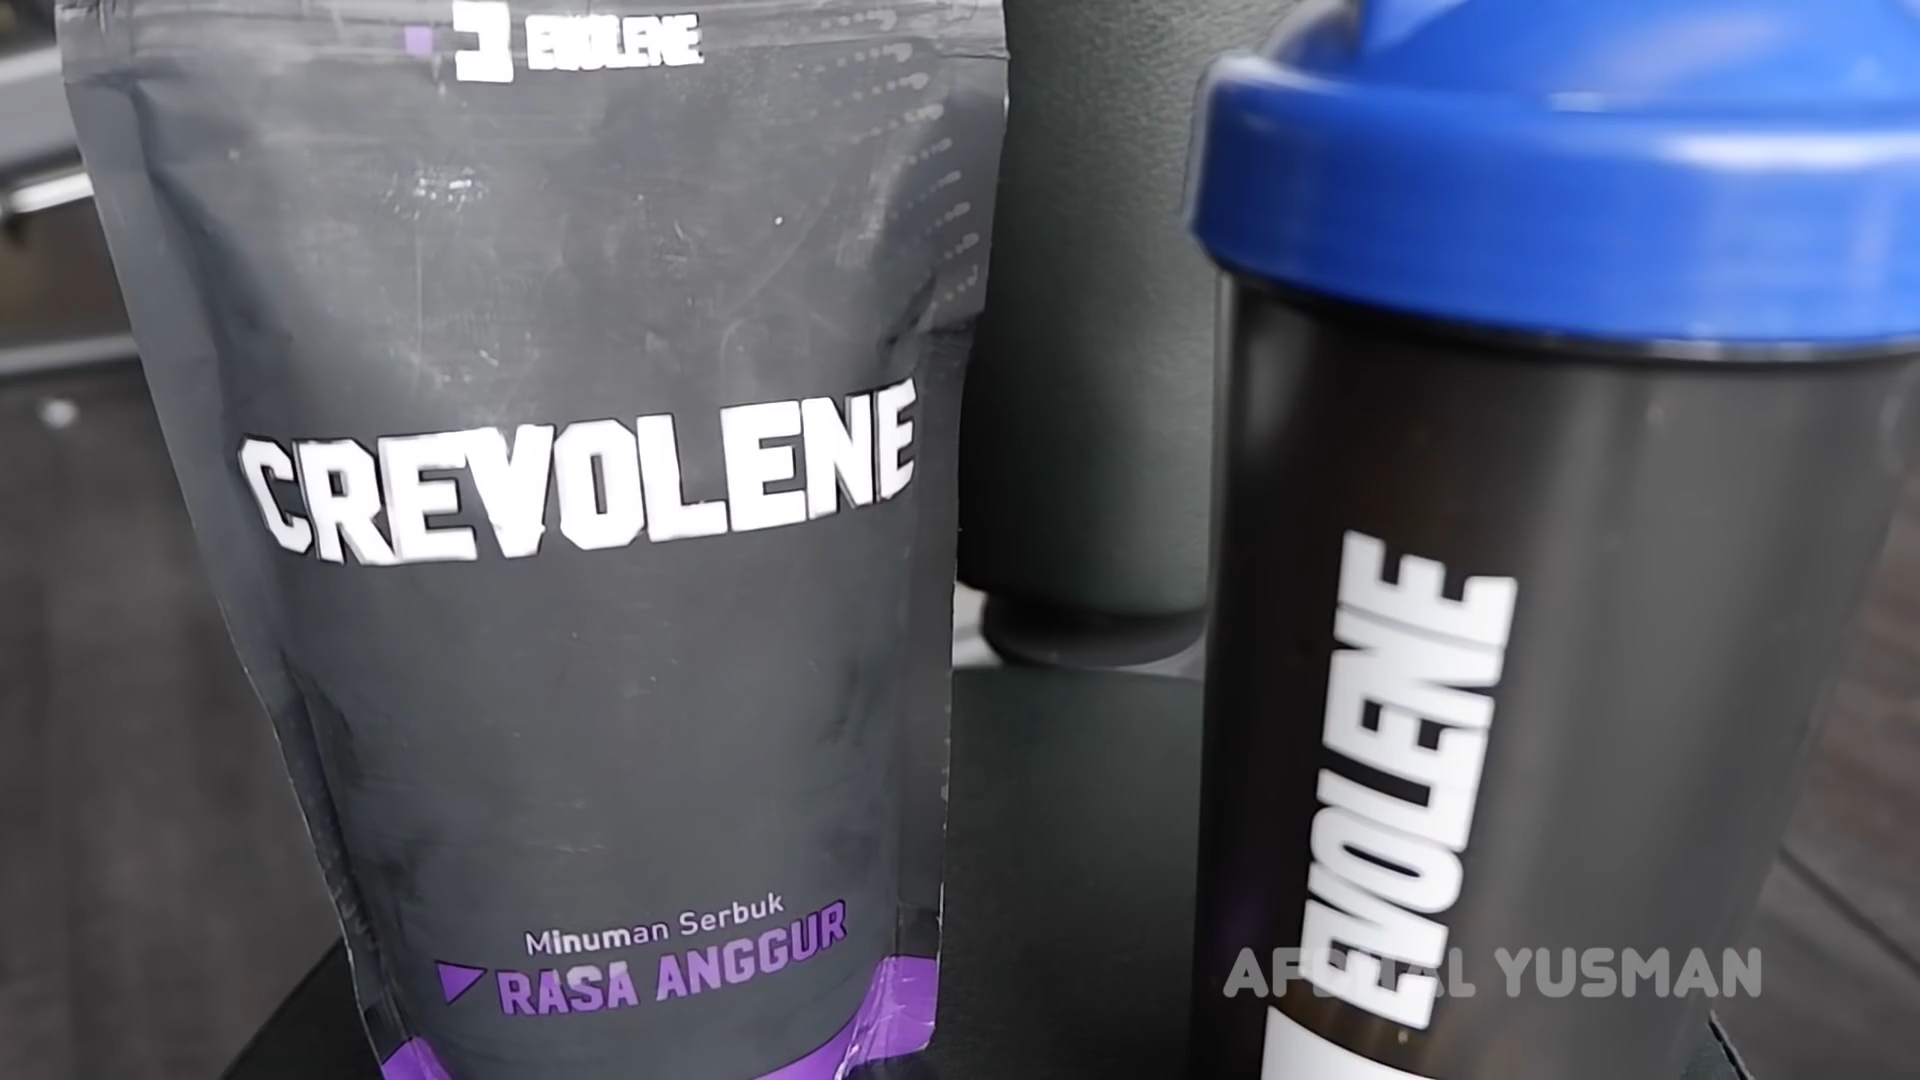 EVOLENE
CREVOLENE
Minuman Serbuk
RASA ANGGUR
EVOLENE
YUSMAN